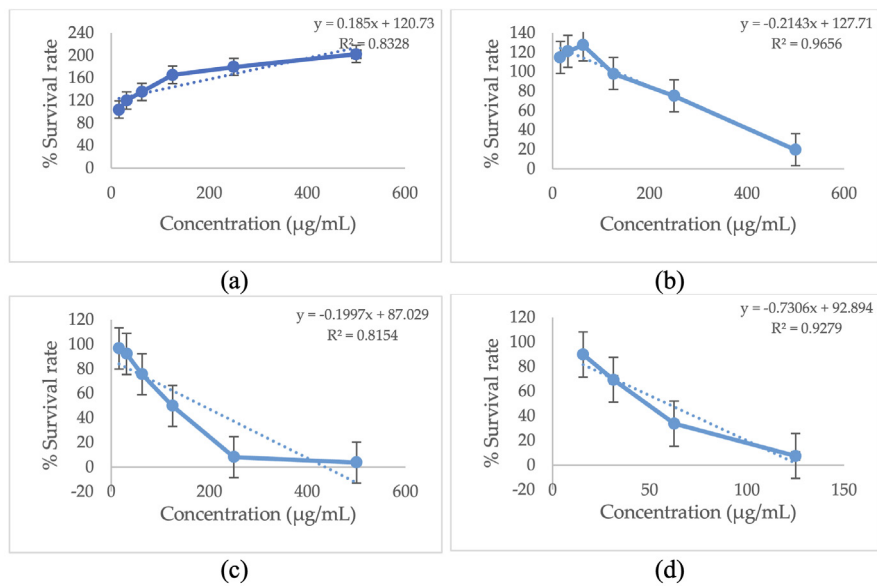 y = 0.185x + 120.73
R² = 0.8328
% Survival rate
240
200
160
120
80
40
0
0 200 400 600
Concentration (µg/mL)
(a)
y = -0.2143x + 127.71
R² = 0.9656
% Survival rate
140
120
100
80
60
40
20
0
0 200 400 600
Concentration (µg/mL)
(b)
y = -0.1997x + 87.029
R² = 0.8154
% Survival rate
120
100
80
60
40
20
0
-20
0 200 400 600
Concentration (µg/mL)
(c)
y = -0.7306x + 92.894
R² = 0.9279
% Survival rate
120
100
80
60
40
20
0
-20
0 50 100 150
Concentration (µg/mL)
(d)